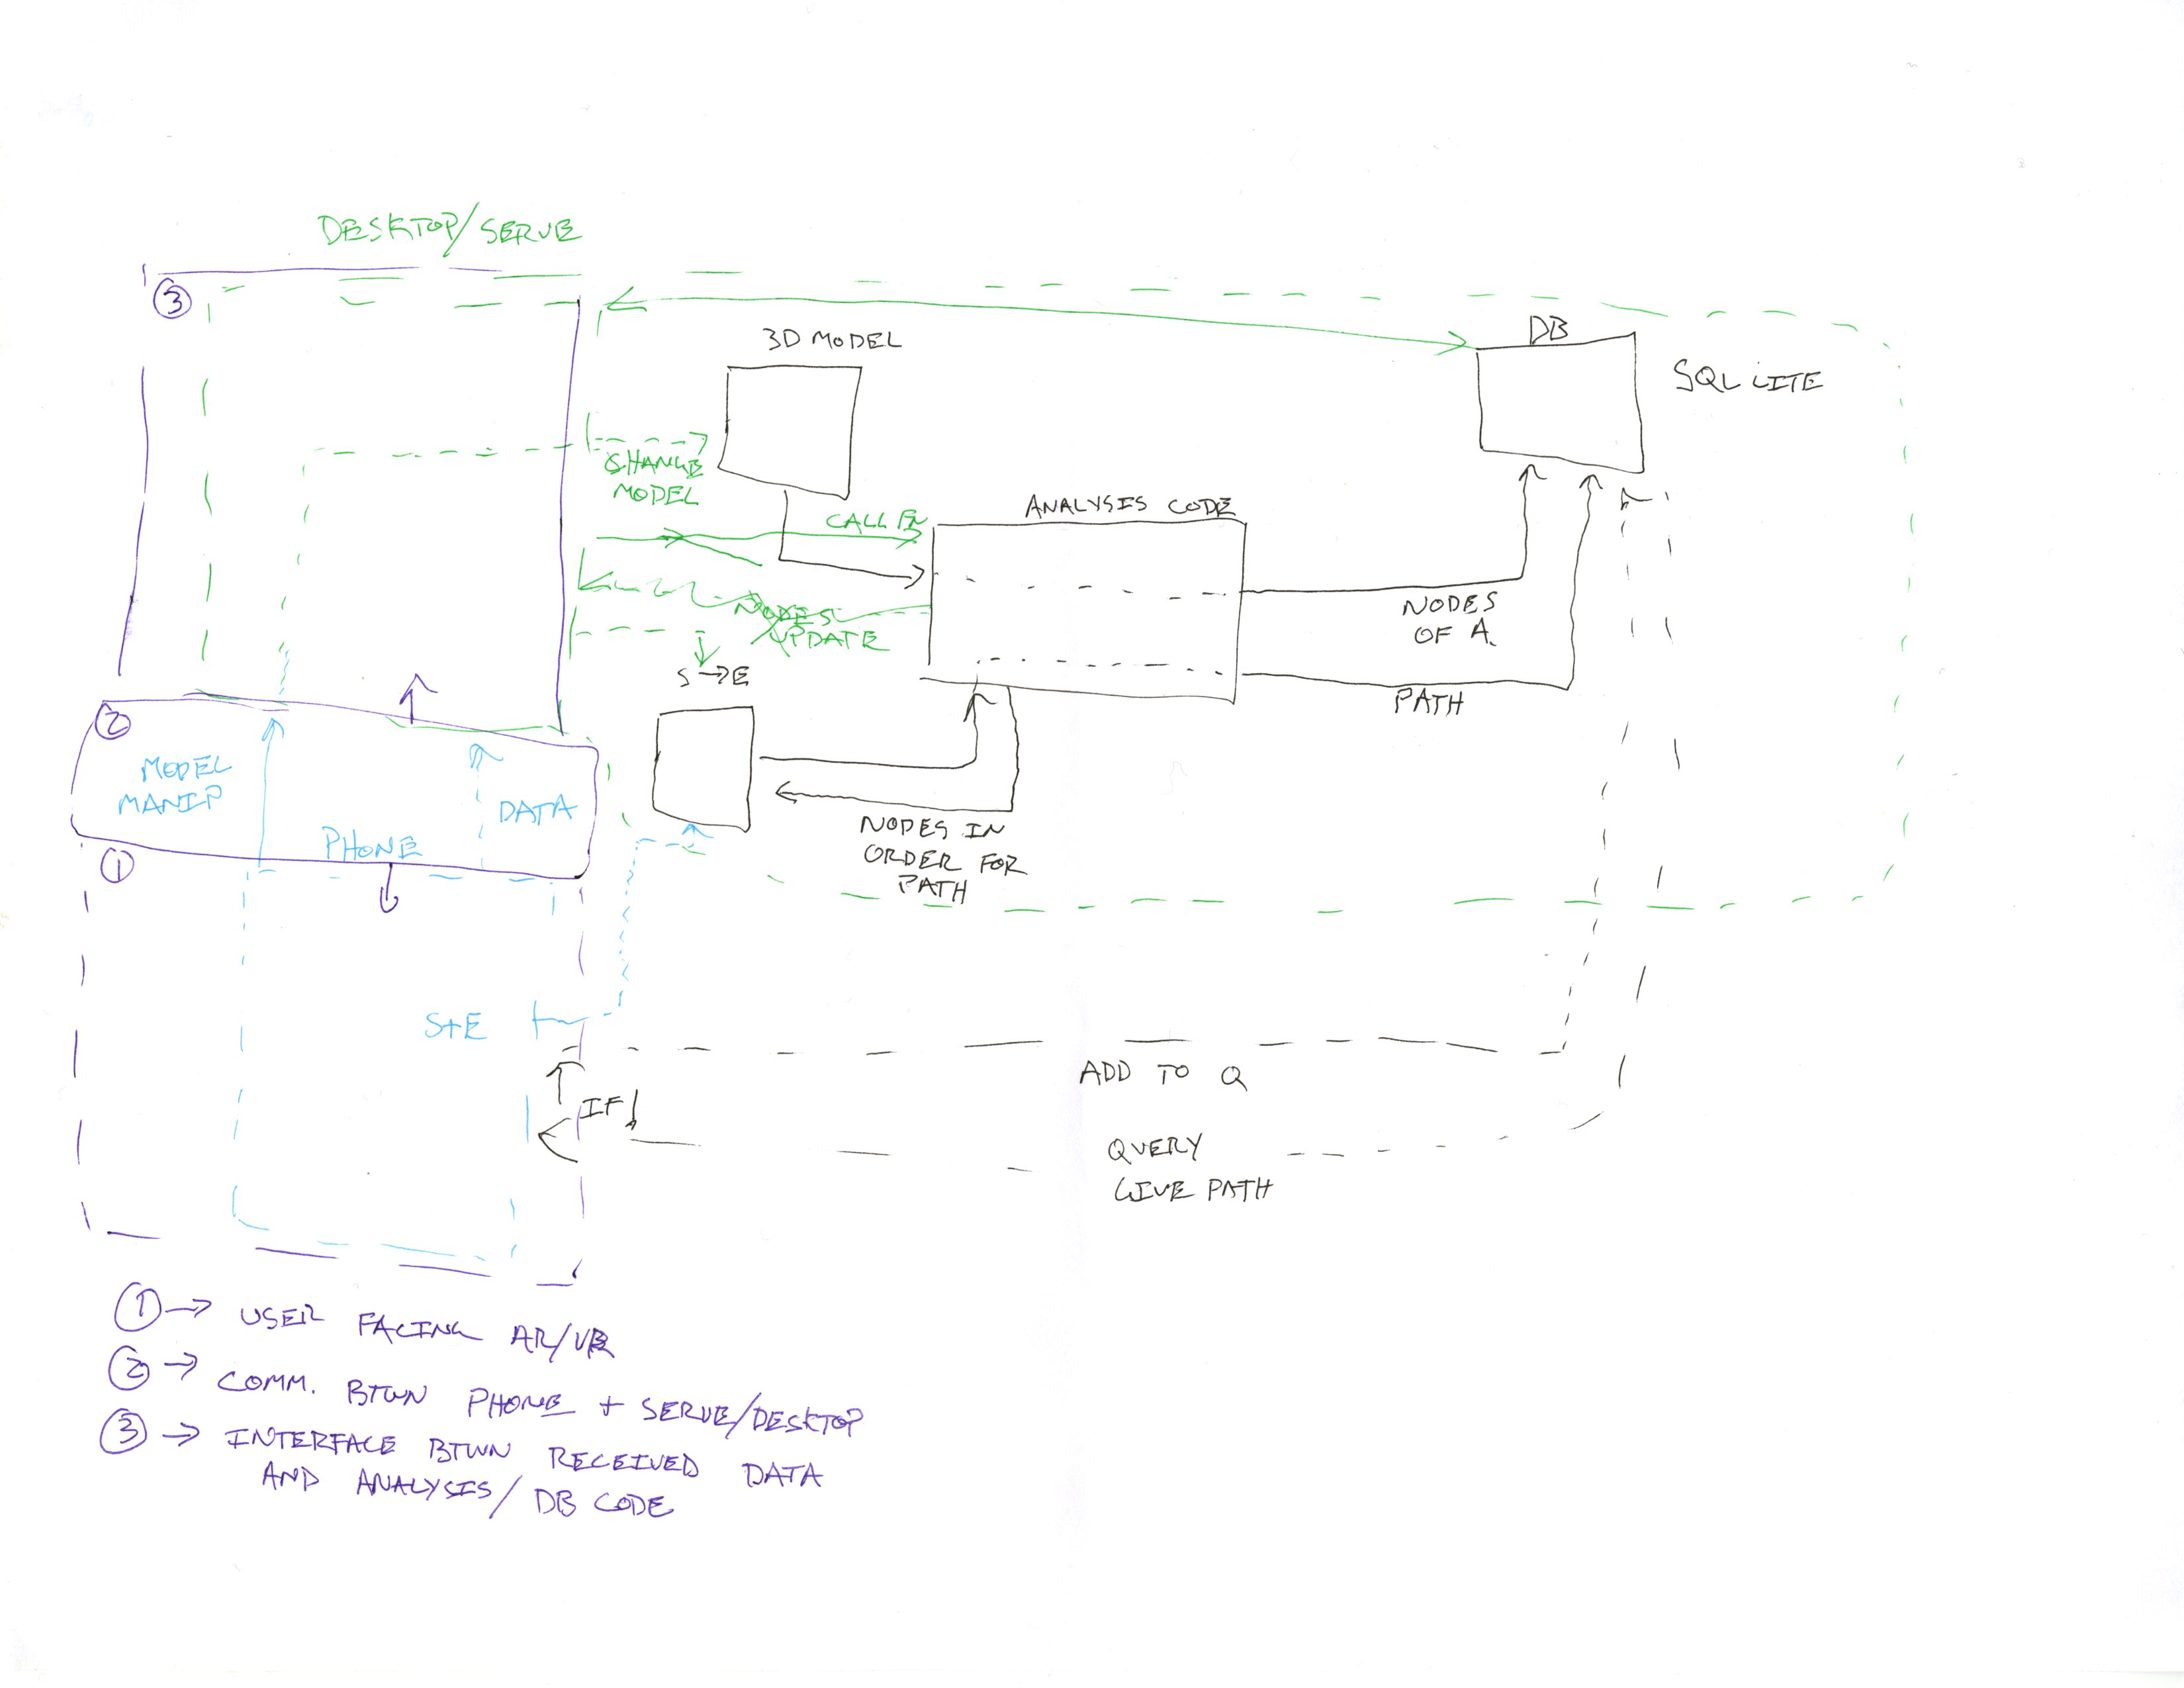 DESKTOP/SERVE
3
3D MODEL
DB
SQL LITE
CHANGE
MODEL
CALL FN
ANALYSIS CODE
NODES
UPDATE
NODES
OF A.
S→E
PATH
2
MODEL
MANIP
DATA
PHONE
1
NODES IN
ORDER FOR
PATH
S+E
ADD TO Q
IF
QUERY
GIVE PATH
1 → USER FACING AR/VR
2 → COMM. BTWN PHONE + SERVE/DESKTOP
3 → INTERFACE BTWN RECEIVED DATA
AND ANALYSIS/DB CODE